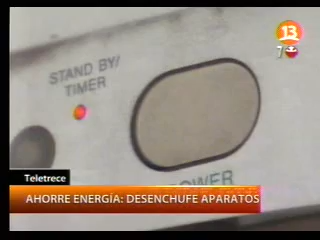 13
STAND BY/
TIMER
POWER
Teletrece
AHORRE ENERGÍA: DESENCHUFE APARATOS